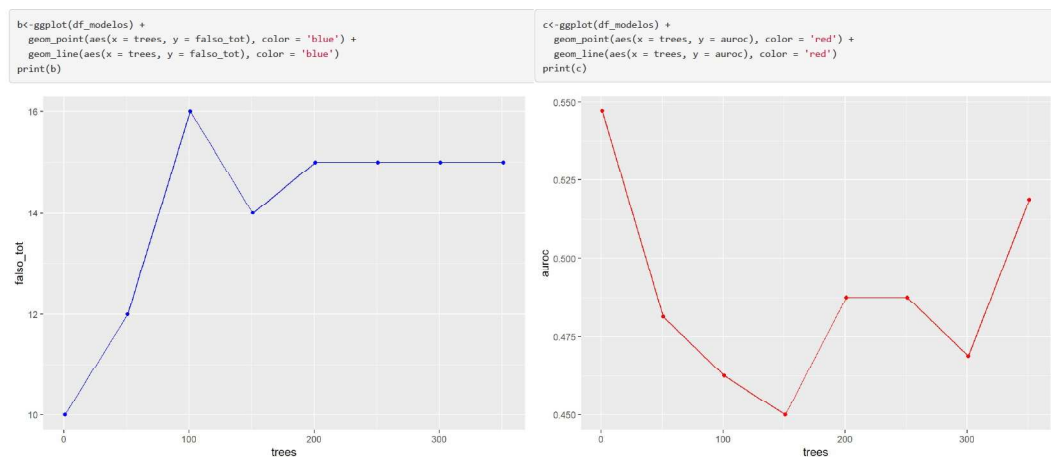 b<-ggplot(df_modelos) +
geom_point(aes(x = trees, y = falso_tot), color = 'blue') +
geom_line(aes(x = trees, y = falso_tot), color = 'blue')
print(b)
c<-ggplot(df_modelos) +
geom_point(aes(x = trees, y = auroc), color = 'red') +
geom_line(aes(x = trees, y = auroc), color = 'red')
print(c)
16
14
12
10
falso_tot
0 100 200 300
trees
0.550
0.525
0.500
0.475
0.450
auroc
0 100 200 300
trees